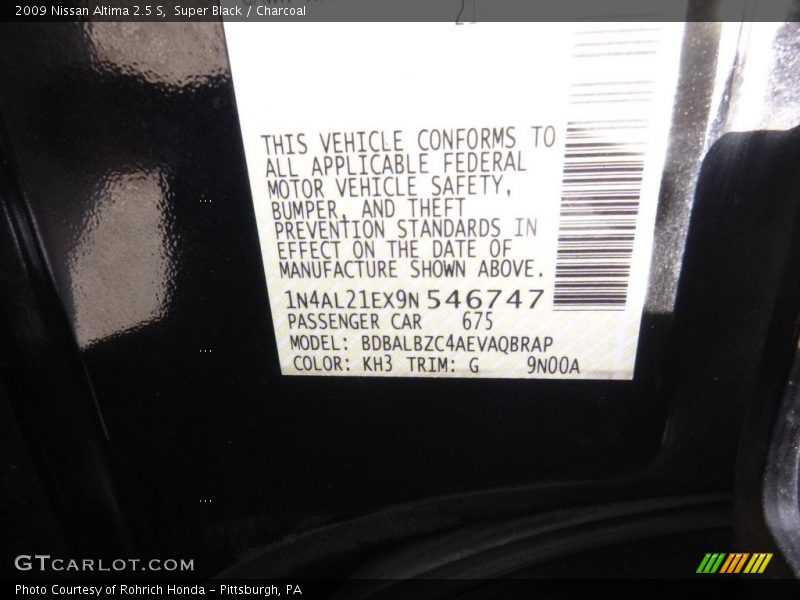 2009 Nissan Altima 2.5 S, Super Black / Charcoal
THIS VEHICLE CONFORMS TO
ALL APPLICABLE FEDERAL
MOTOR VEHICLE SAFETY,
BUMPER, AND THEFT
PREVENTION STANDARDS IN
EFFECT ON THE DATE OF
MANUFACTURE SHOWN ABOVE.
1N4AL21EX9N 546747
PASSENGER CAR 675
MODEL: BDBALBZC4AEVAQBRAP
COLOR: KH3 TRIM: G 9N00A
GTCARLOT.COM
Photo Courtesy of Rohrich Honda - Pittsburgh, PA